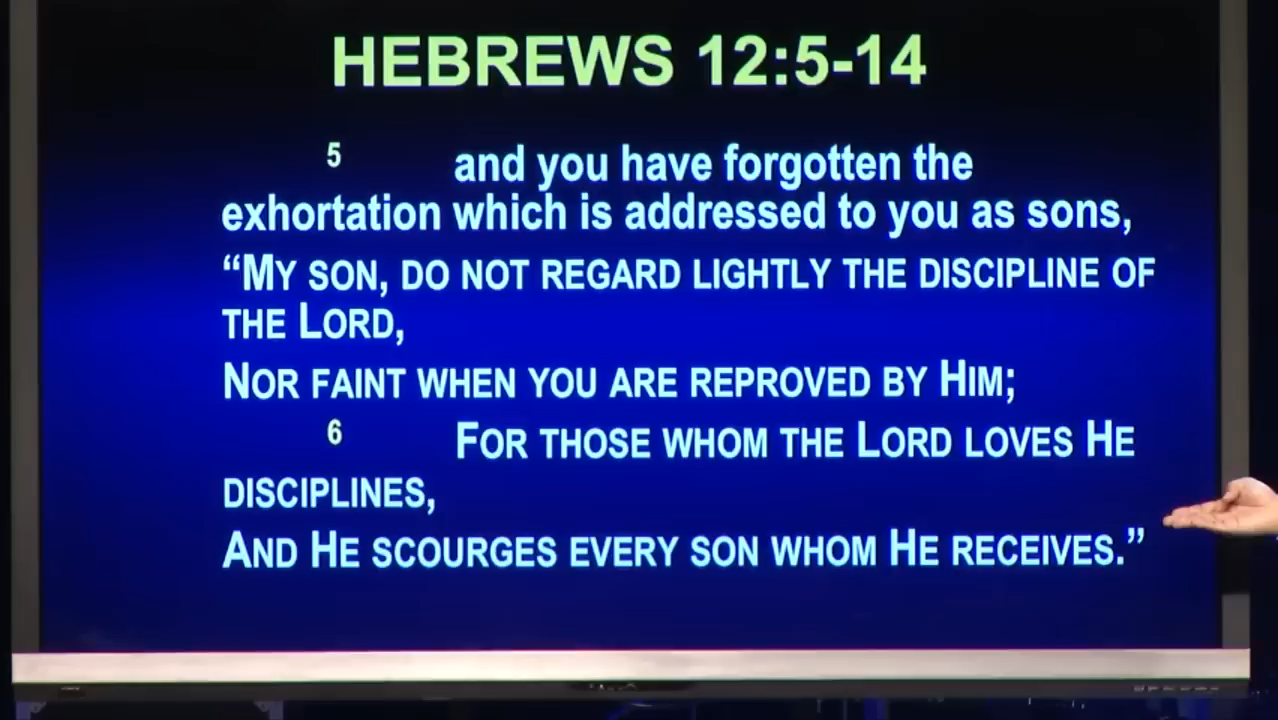 HEBREWS 12:5-14
5 and you have forgotten the
exhortation which is addressed to you as sons,
“MY SON, DO NOT REGARD LIGHTLY THE DISCIPLINE OF
THE LORD,
NOR FAINT WHEN YOU ARE REPROVED BY HIM;
6 FOR THOSE WHOM THE LORD LOVES HE
DISCIPLINES,
AND HE SCOURGES EVERY SON WHOM HE RECEIVES.”